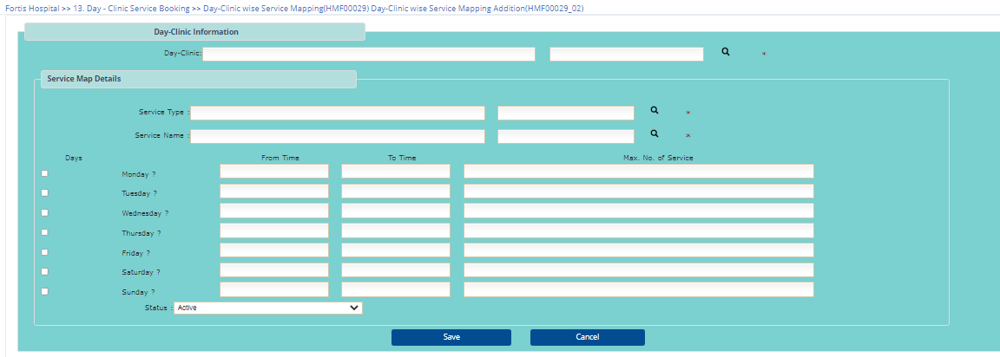 Fortis Hospital >> 13. Day - Clinic Service Booking >> Day-Clinic wise Service Mapping(HMF00029) Day-Clinic wise Service Mapping Addition(HMF00029_02)
Day-Clinic Information
Day-Clinic: *
Service Map Details
Service Type : *
Service Name : *
Days From Time To Time Max. No. of Service
Monday ?
Tuesday ?
Wednesday ?
Thursday ?
Friday ?
Saturday ?
Sunday ?
Status : Active
Save Cancel